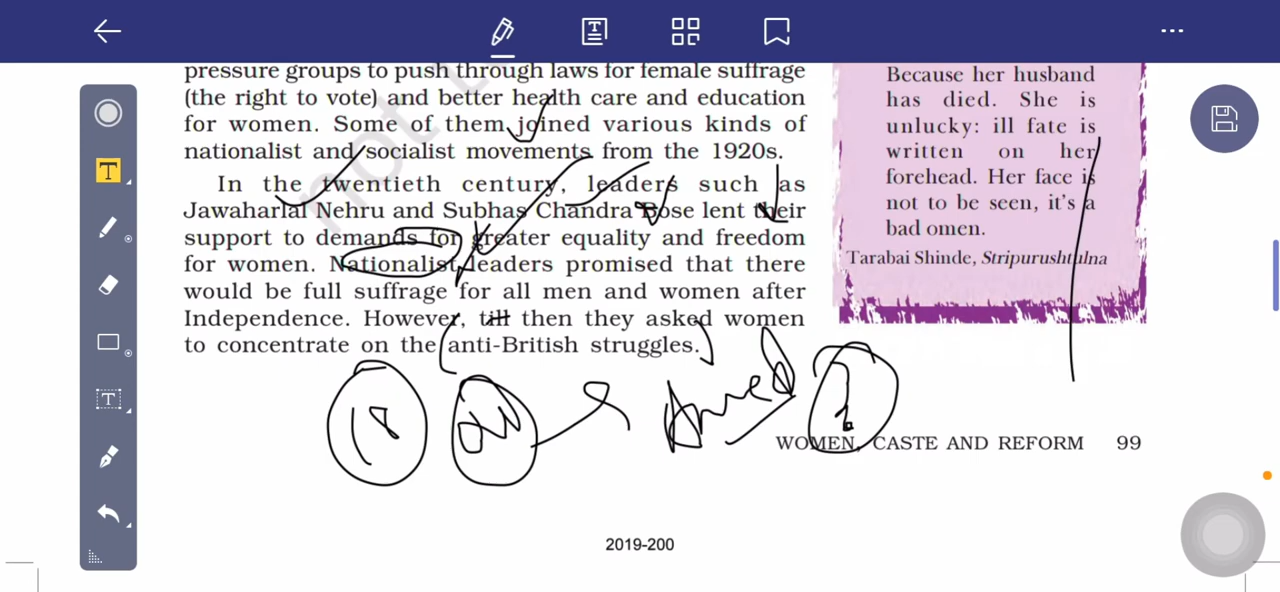 pressure groups to push through laws for female suffrage
(the right to vote) and better health care and education
for women. Some of them joined various kinds of
nationalist and socialist movements from the 1920s.
In the twentieth century, leaders such as
Jawaharlal Nehru and Subhas Chandra Bose lent their
support to demands for greater equality and freedom
for women. Nationalist leaders promised that there
would be full suffrage for all men and women after
Independence. However, till then they asked women
to concentrate on the anti-British struggles.
Because her husband
has died. She is
unlucky: ill fate is
written on her
forehead. Her face is
not to be seen, it's a
bad omen.
Tarabai Shinde, Stripurushtulna
not t
18
WOMEN, CASTE AND REFORM 99
2019-200